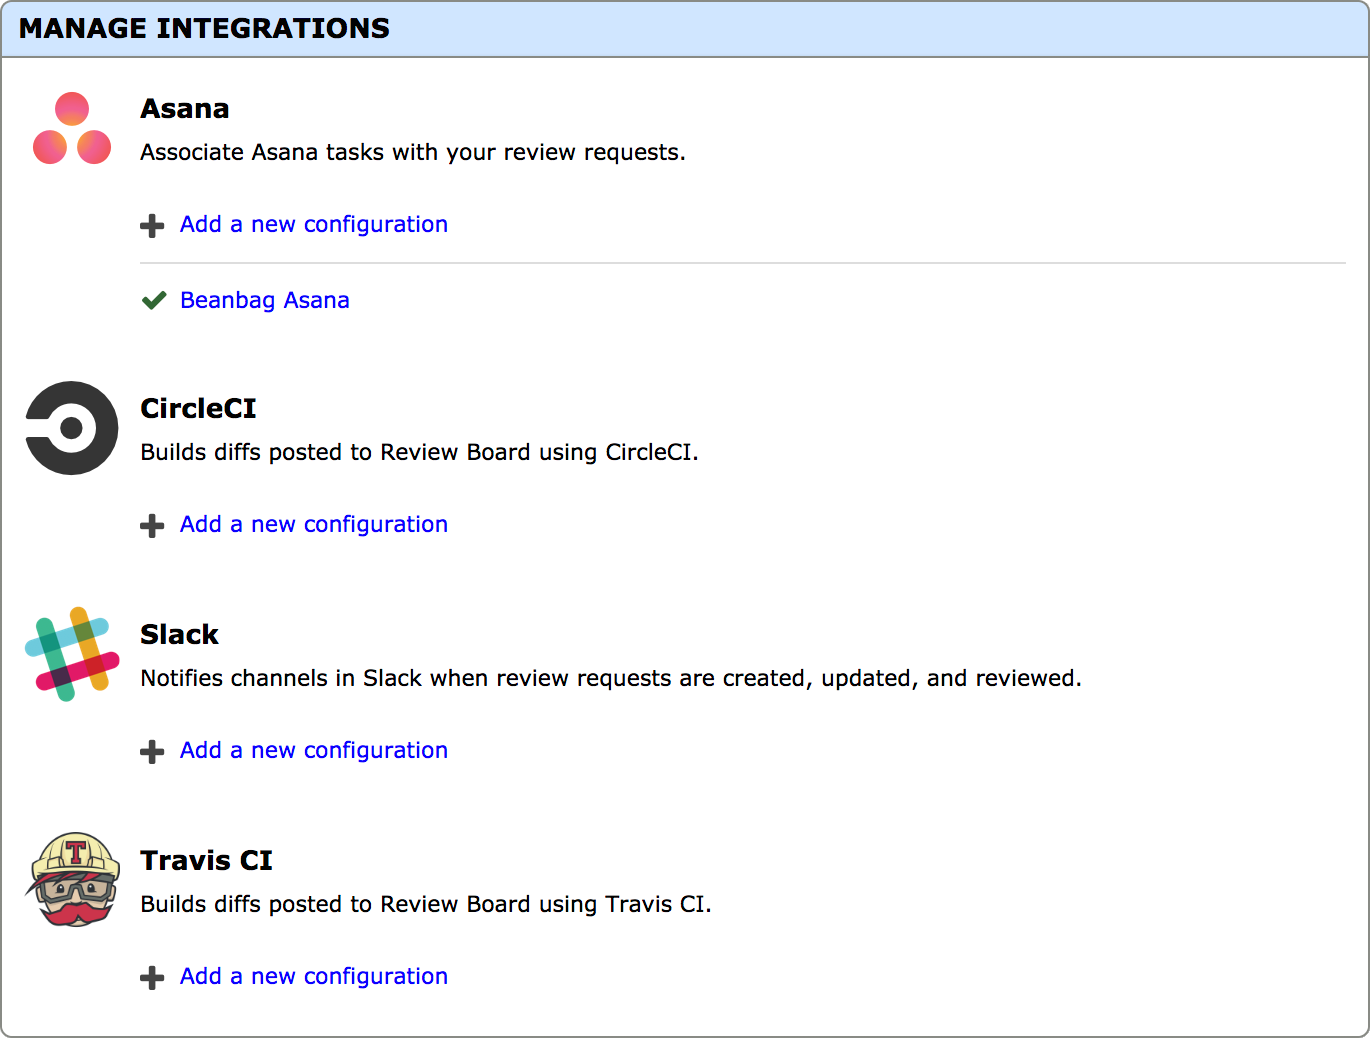 MANAGE INTEGRATIONS
Asana
Associate Asana tasks with your review requests.
Add a new configuration
Beanbag Asana
CircleCI
Builds diffs posted to Review Board using CircleCI.
Add a new configuration
Slack
Notifies channels in Slack when review requests are created, updated, and reviewed.
Add a new configuration
T
Travis CI
Builds diffs posted to Review Board using Travis CI.
Add a new configuration